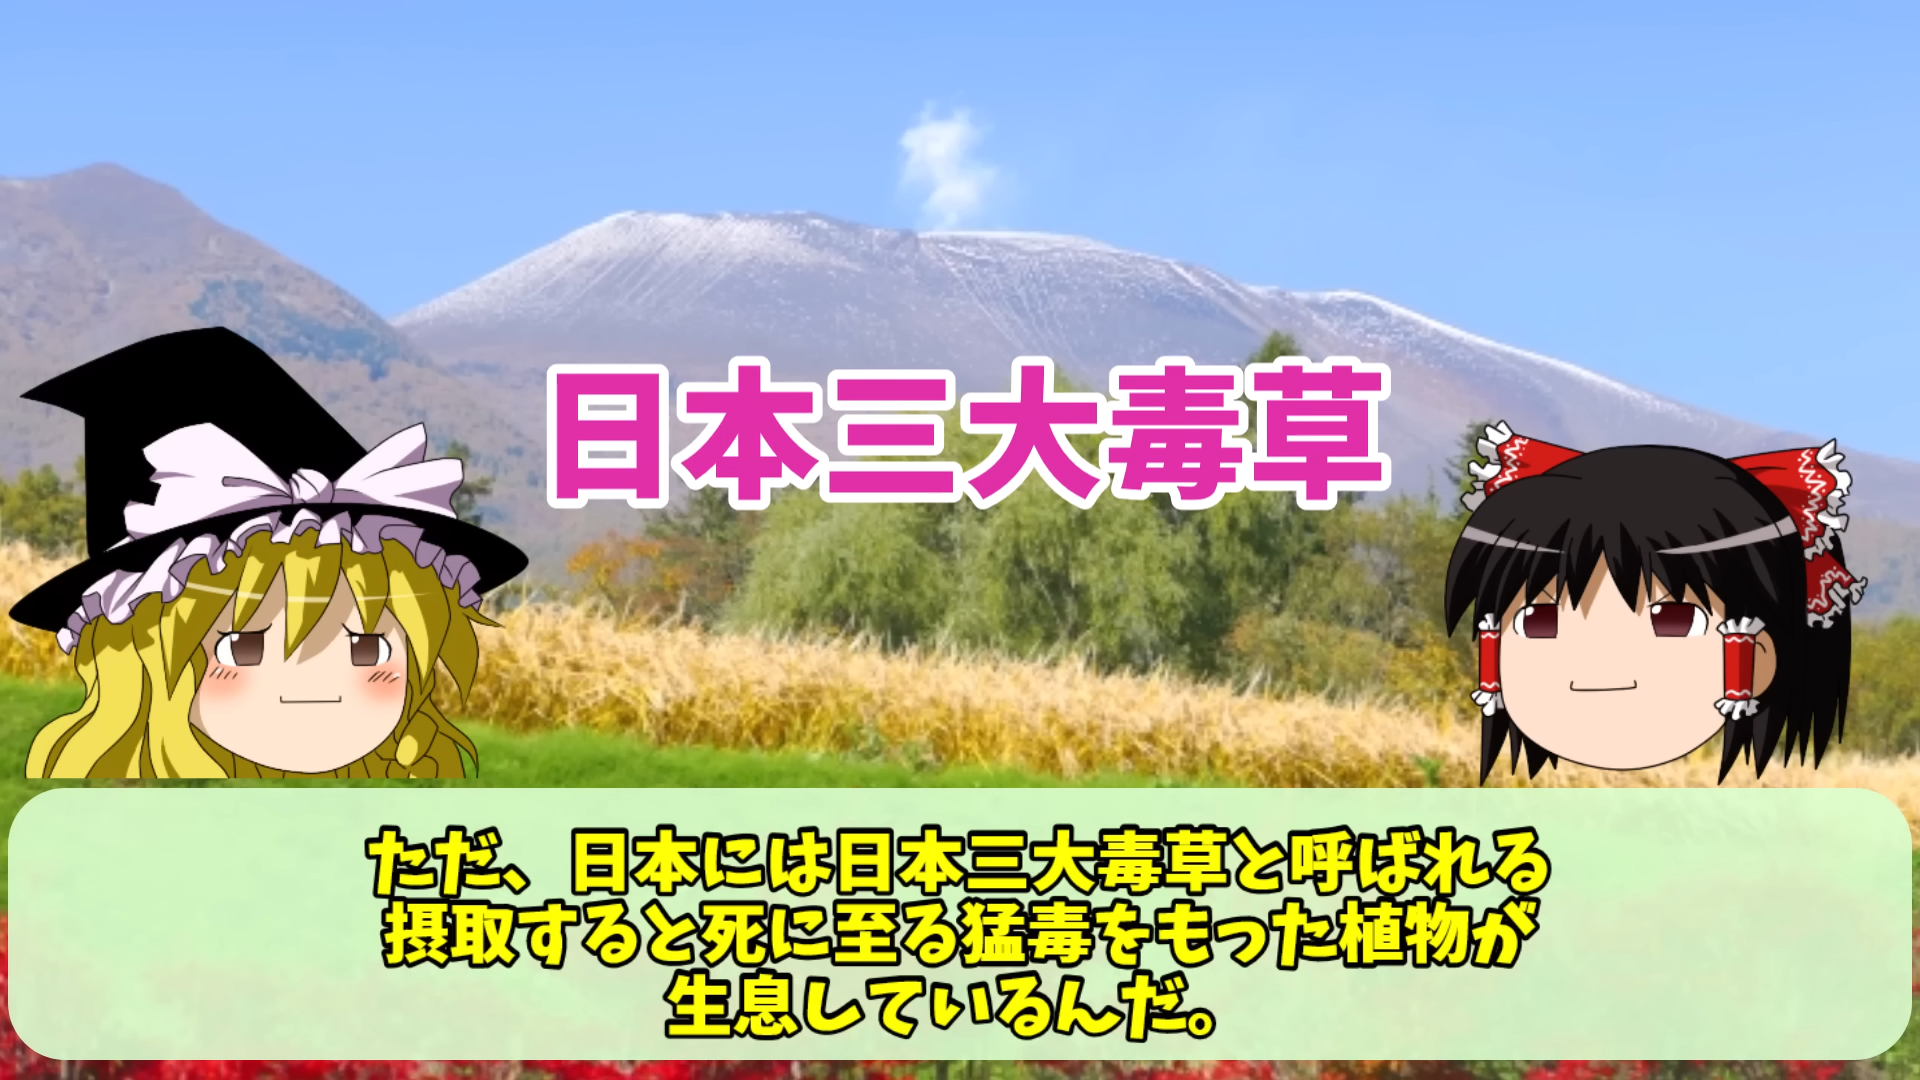 日本三大毒草
ただ、日本には日本三大毒草と呼ばれる
摂取すると死に至る猛毒をもった植物が
生息しているんだ。